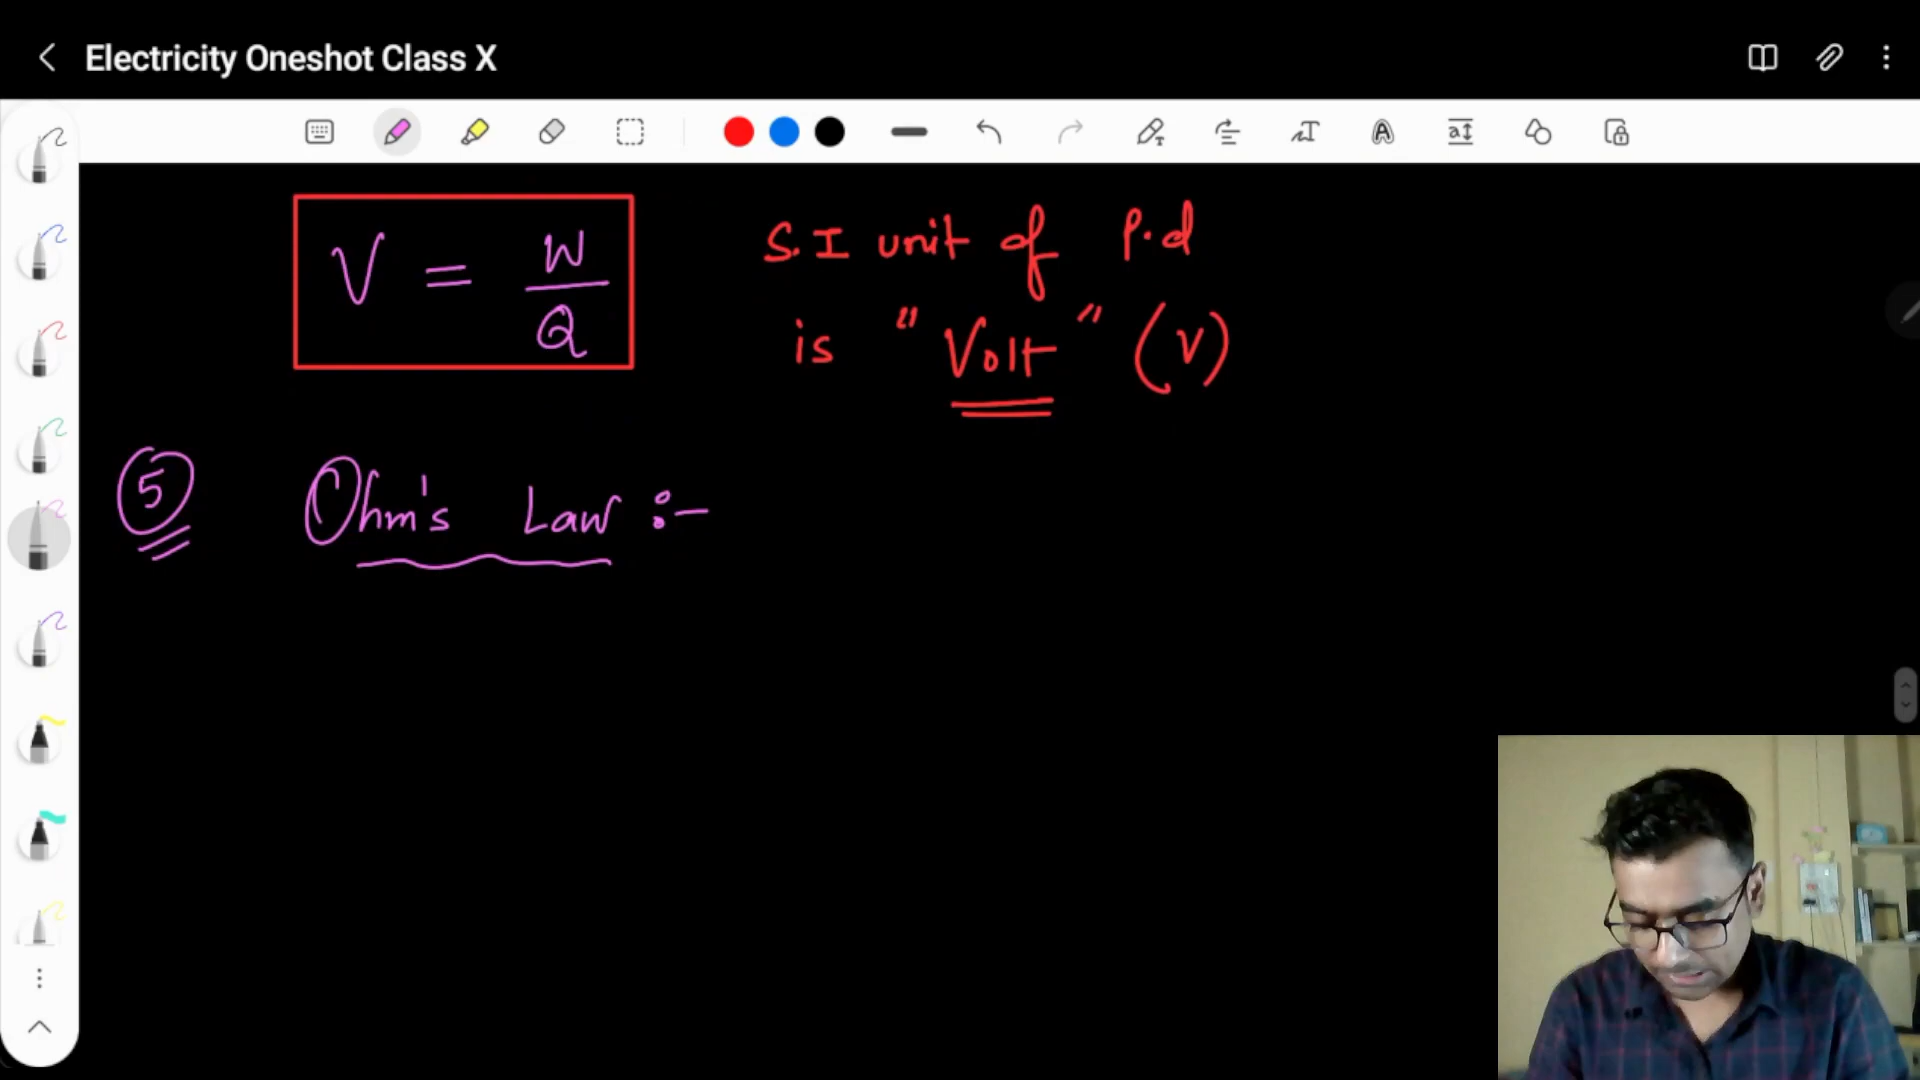 Electricity Oneshot Class X
V = W/Q
S.I unit of P.d
is "Volt" (V)
5 Ohm's Law :-